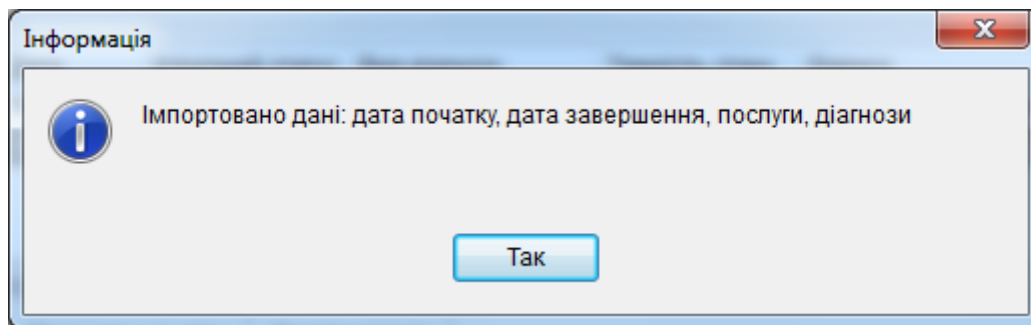 Інформація
Імпортовано дані: дата початку, дата завершення, послуги, діагнози
Так